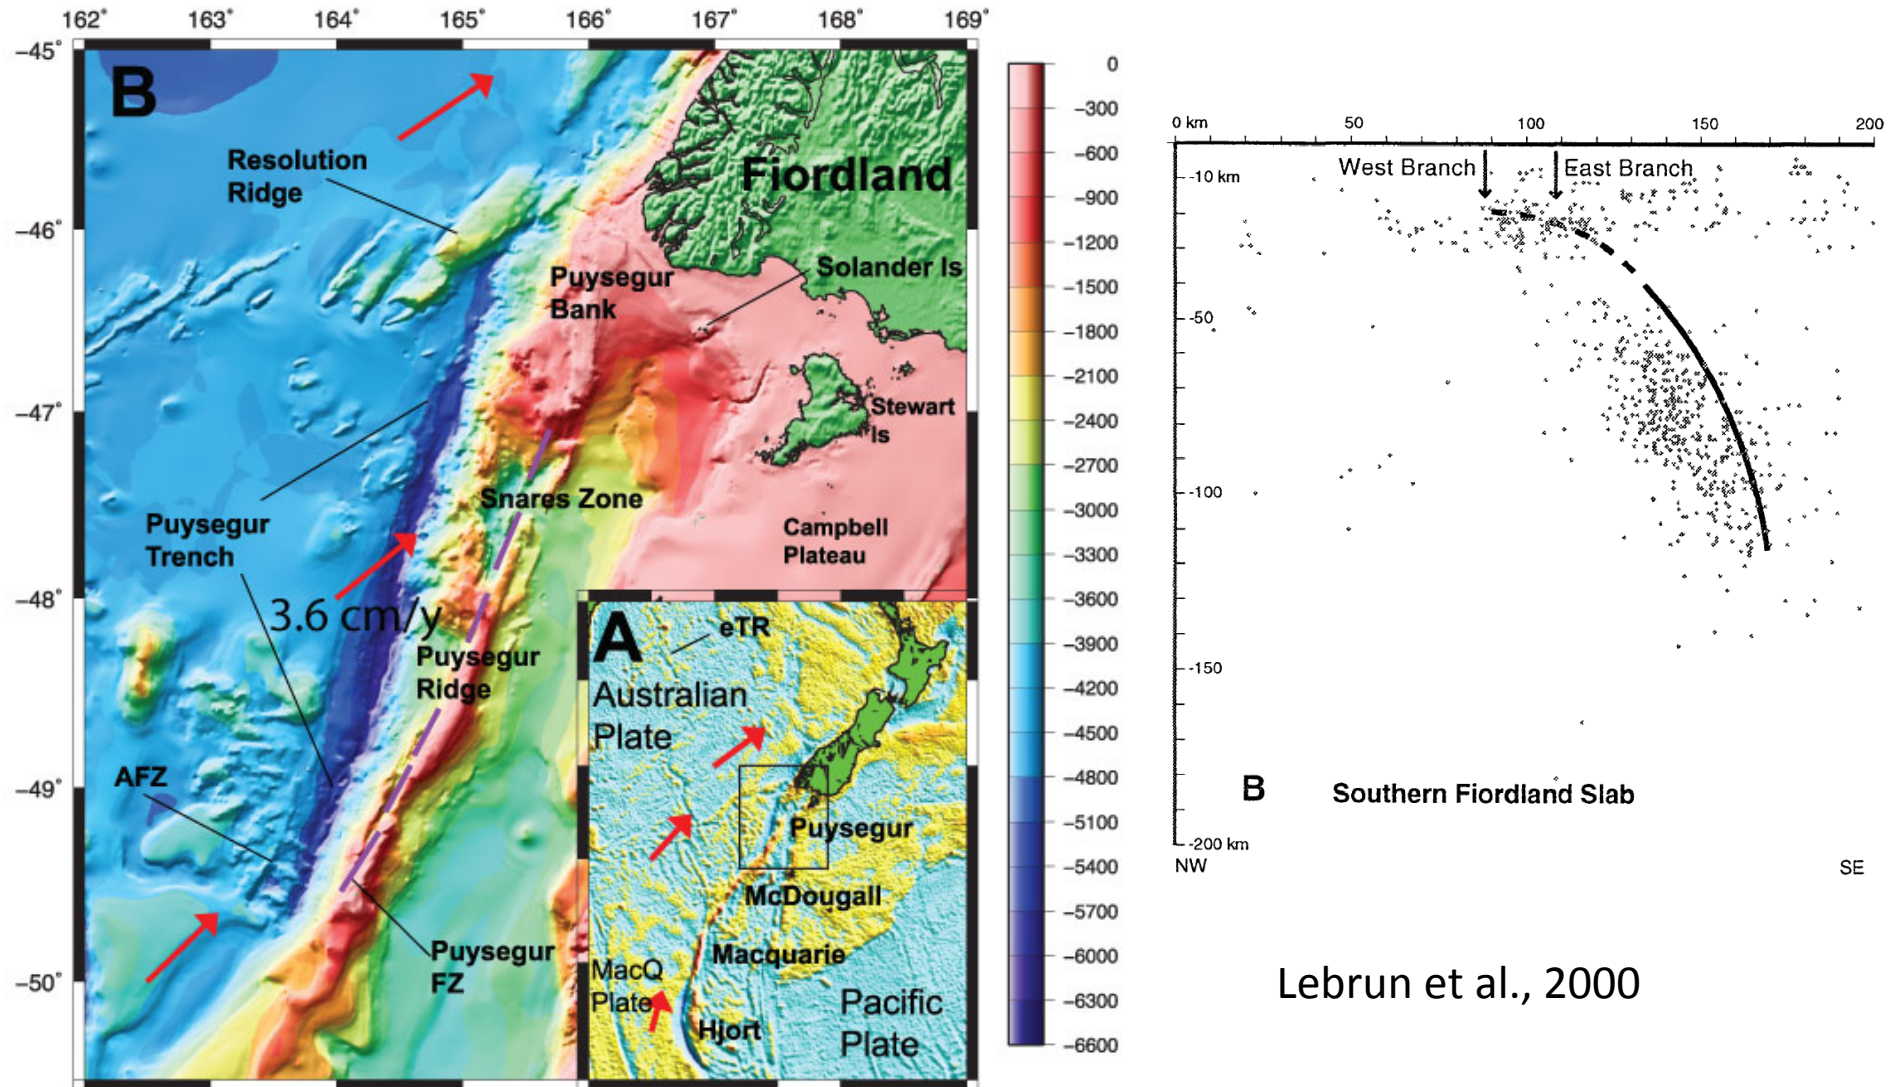 162° 163° 164° 165° 166° 167° 168° 169°
−45°
−46°
−47°
−48°
−49°
−50°
B
Resolution
Ridge
Fiordland
Puysegur
Bank
Solander Is
Stewart
Is
Snares Zone
Puysegur
Trench
Campbell
Plateau
3.6 cm/y
Puysegur
Ridge
AFZ
Puysegur
FZ
A
eTR
Australian
Plate
Puysegur
McDougall
Macquarie
MacQ
Plate
Hjort
Pacific
Plate
0
−300
−600
−900
−1200
−1500
−1800
−2100
−2400
−2700
−3000
−3300
−3600
−3900
−4200
−4500
−4800
−5100
−5400
−5700
−6000
−6300
−6600
0 km 50 100 150 200
West Branch East Branch
-10 km
-50
-100
-150
-200 km
B Southern Fiordland Slab
NW SE
Lebrun et al., 2000